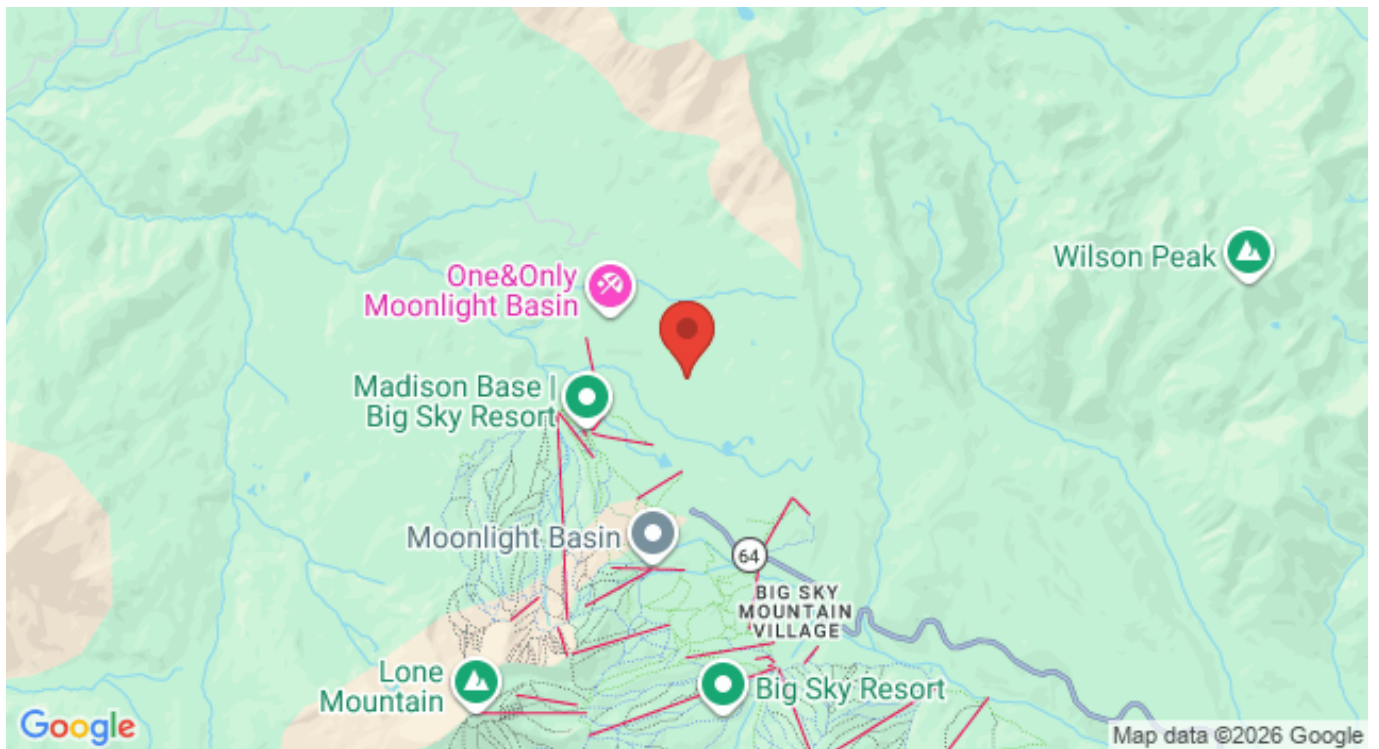 Wilson Peak
One&Only
Moonlight Basin
Madison Base |
Big Sky Resort
Moonlight Basin
64
BIG SKY
MOUNTAIN
VILLAGE
Lone
Mountain
Big Sky Resort
Google
Map data ©2026 Google